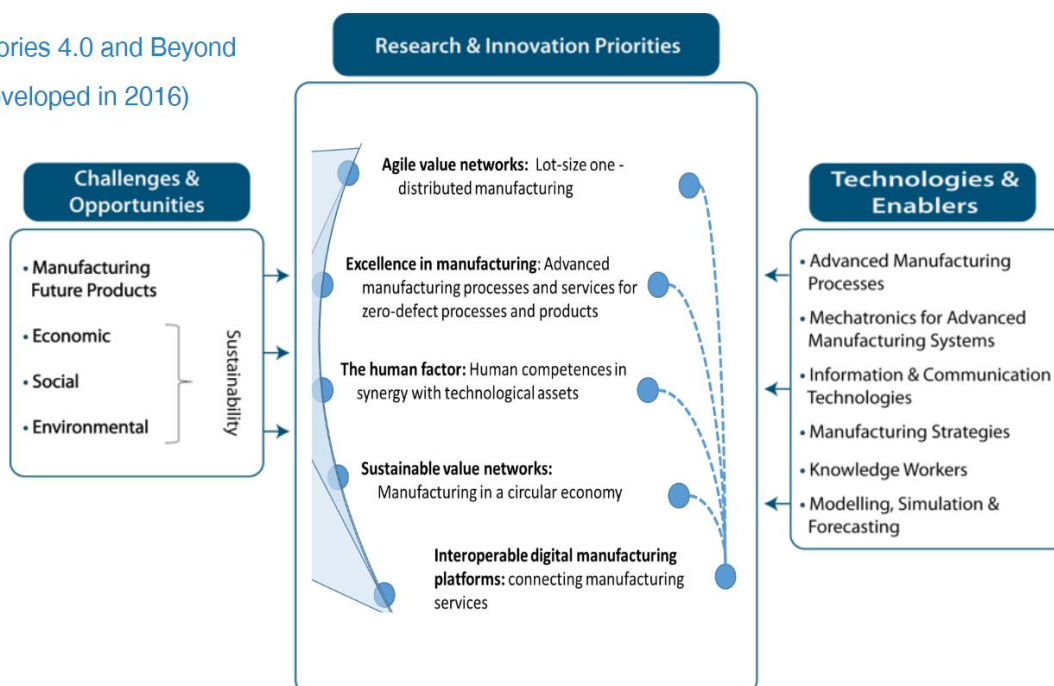 4.0 and Beyond
in 2016)
Research & Innovation Priorities
Challenges &
Opportunities
• Manufacturing
Future Products
• Economic
• Social
• Environmental
Sustainability
Agile value networks: Lot-size one -
distributed manufacturing
Excellence in manufacturing: Advanced
manufacturing processes and services for
zero-defect processes and products
The human factor: Human competences in
synergy with technological assets
Sustainable value networks:
Manufacturing in a circular economy
Interoperable digital manufacturing
platforms: connecting manufacturing
services
Technologies &
Enablers
• Advanced Manufacturing
Processes
• Mechatronics for Advanced
Manufacturing Systems
• Information & Communication
Technologies
• Manufacturing Strategies
• Knowledge Workers
• Modelling, Simulation &
Forecasting